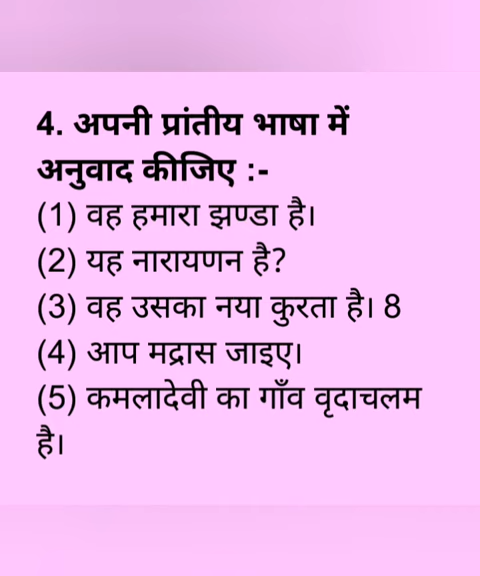 4. अपनी प्रांतीय भाषा में
अनुवाद कीजिए :-
(1) वह हमारा झण्डा है।
(2) यह नारायणन है?
(3) वह उसका नया कुरता है। 8
(4) आप मद्रास जाइए।
(5) कमलादेवी का गाँव वृदाचलम
है।